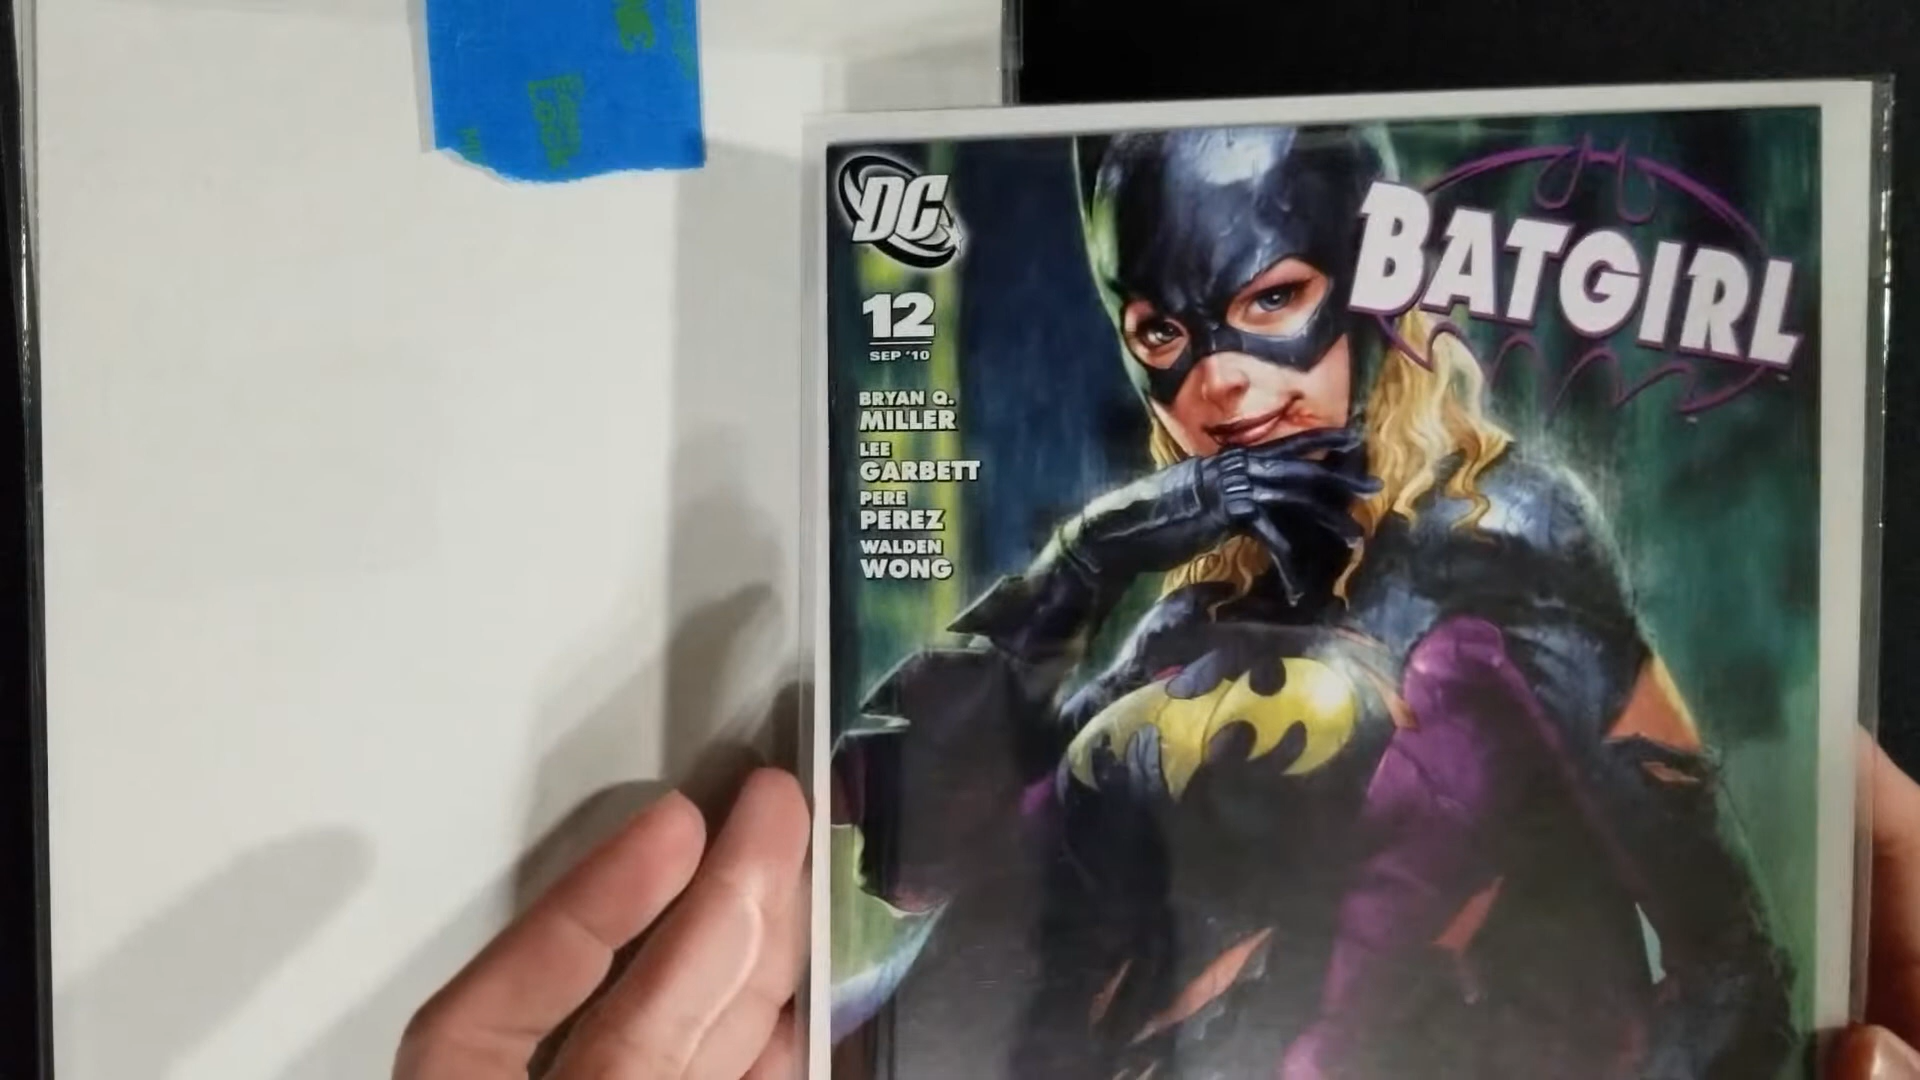 DC
12
SEP '10
BRYAN Q.
MILLER
LEE
GARBETT
PERE
PEREZ
WALDEN
WONG
BATGIRL